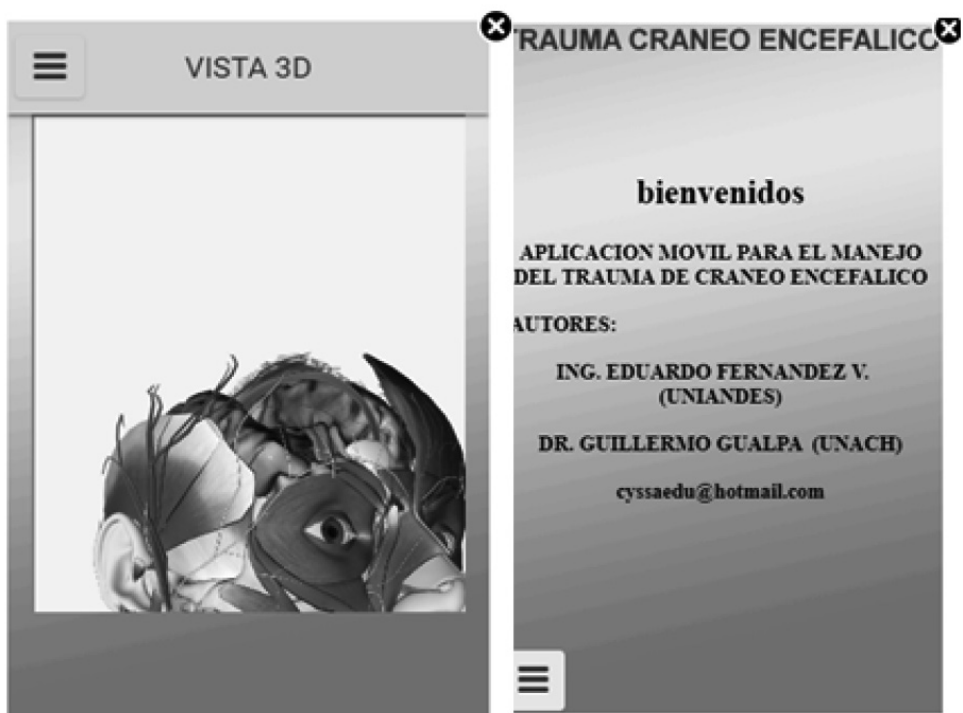 VISTA 3D
TRAUMA CRANEO ENCEFALICO
bienvenidos
APLICACION MOVIL PARA EL MANEJO
DEL TRAUMA DE CRANEO ENCEFALICO
AUTORES:
ING. EDUARDO FERNANDEZ V.
(UNIANDES)
DR. GUILLERMO GUALPA (UNACH)
cyssaedu@hotmail.com